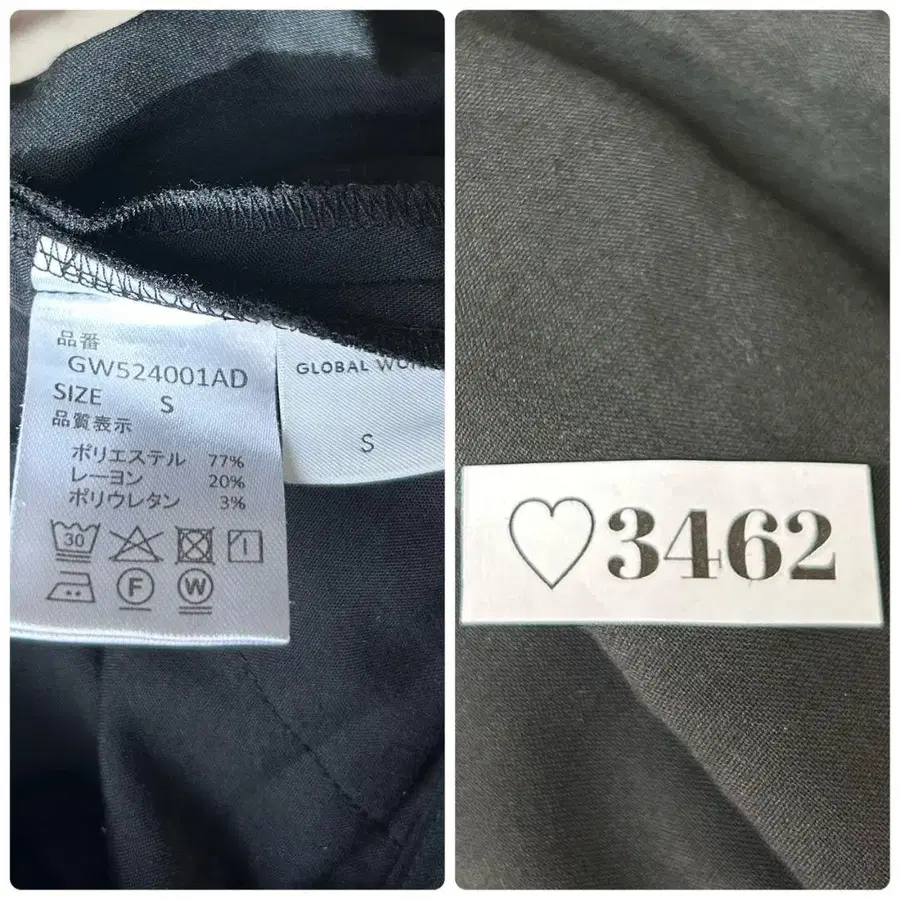 品番
GW524001AD
SIZE S
品質表示
ポリエステル 77%
レーヨン 20%
ポリウレタン 3%
30
F
W
GLOBAL
S
♡3462